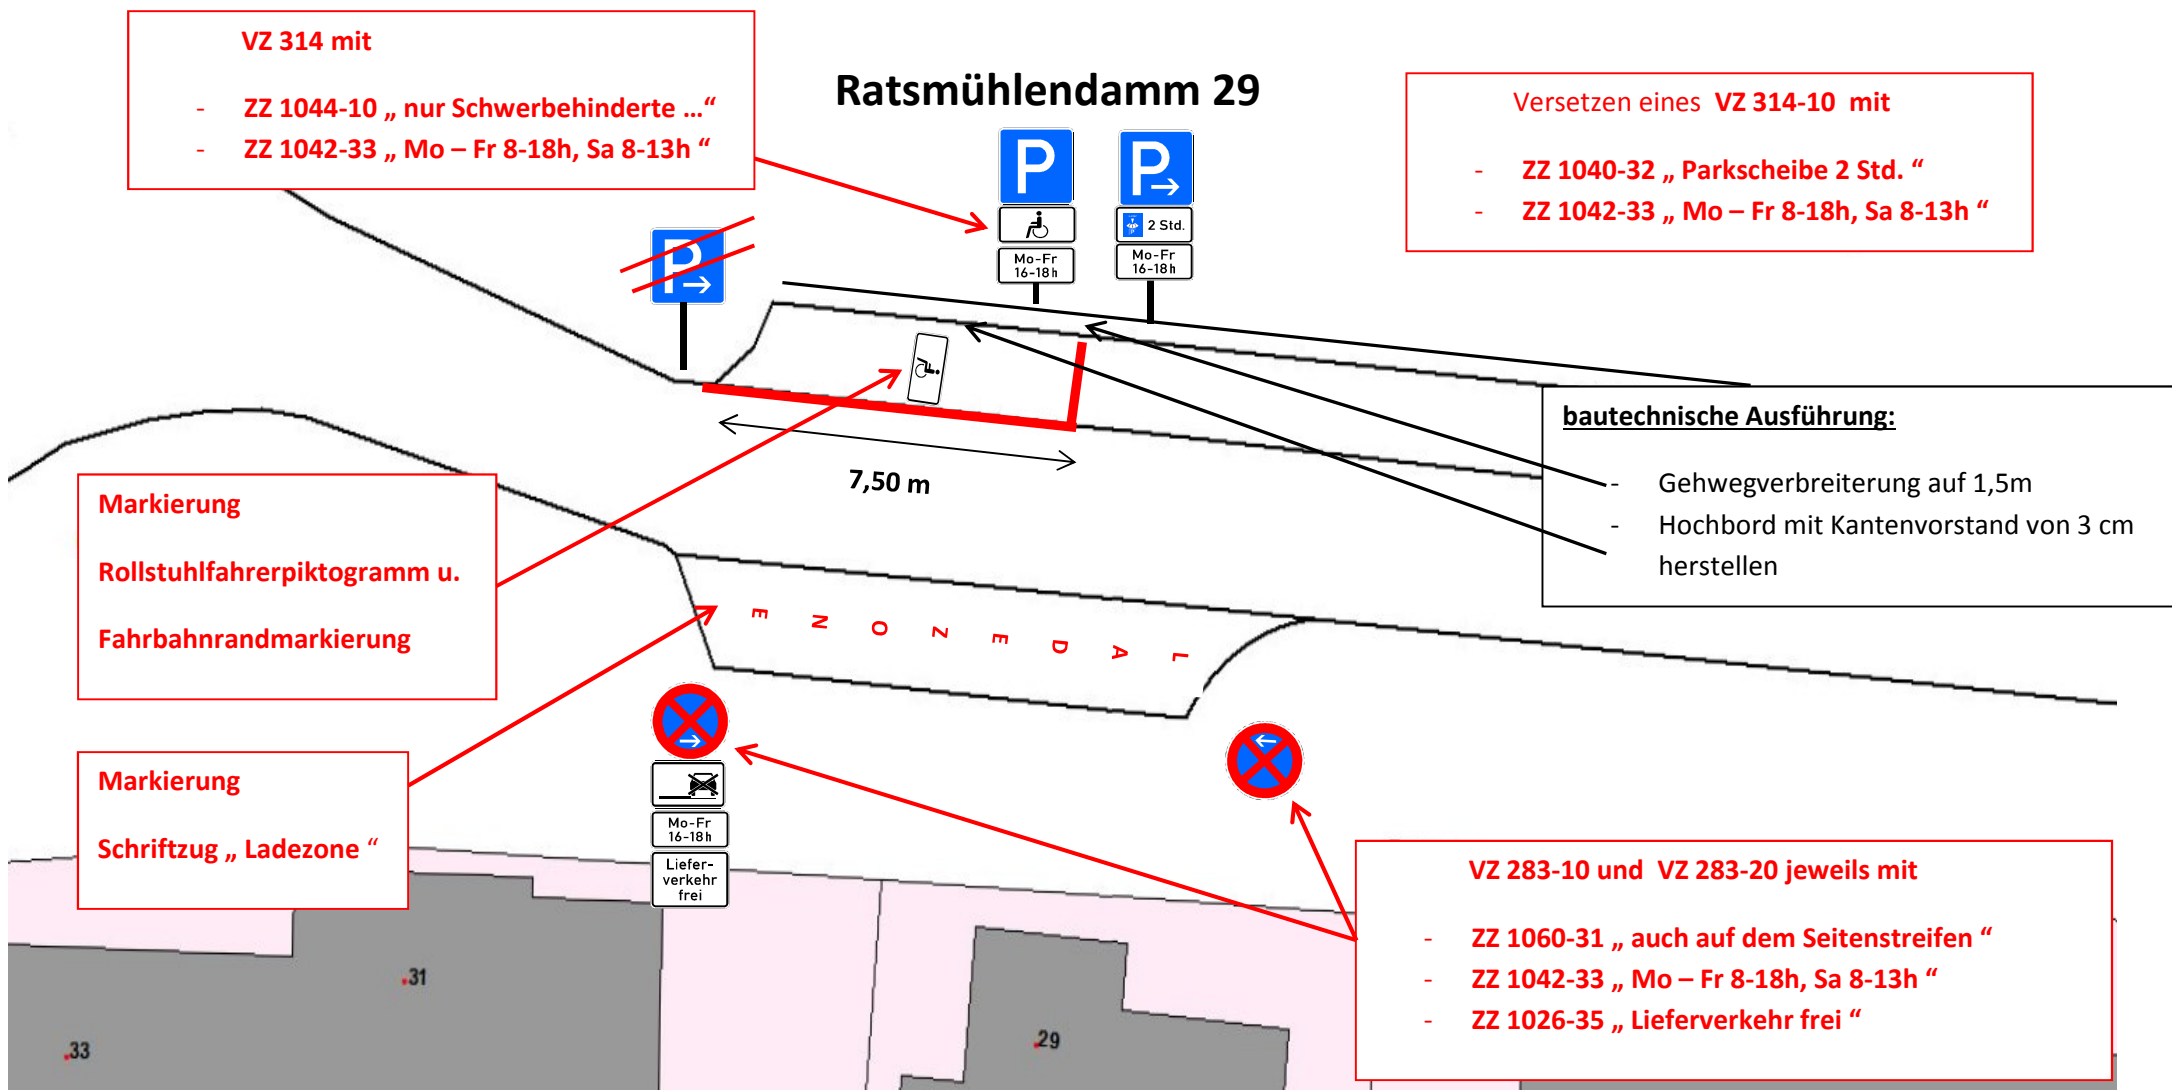 VZ 314 mit
- ZZ 1044-10 „ nur Schwerbehinderte ...“
- ZZ 1042-33 „ Mo – Fr 8-18h, Sa 8-13h “
Ratsmühlendamm 29
Versetzen eines VZ 314-10 mit
- ZZ 1040-32 „ Parkscheibe 2 Std. “
- ZZ 1042-33 „ Mo – Fr 8-18h, Sa 8-13h “
P
Mo-Fr
16-18h
P
2 Std.
Mo-Fr
16-18h
P
7,50 m
bautechnische Ausführung:
- Gehwegverbreiterung auf 1,5m
- Hochbord mit Kantenvorstand von 3 cm
herstellen
Markierung
Rollstuhlfahrerpiktogramm u.
Fahrbahnrandmarkierung
LADEZONE
Markierung
Schriftzug „ Ladezone “
Mo-Fr
16-18h
Liefer-
verkehr
frei
VZ 283-10 und VZ 283-20 jeweils mit
- ZZ 1060-31 „ auch auf dem Seitenstreifen “
- ZZ 1042-33 „ Mo – Fr 8-18h, Sa 8-13h “
- ZZ 1026-35 „ Lieferverkehr frei “
31
33
29